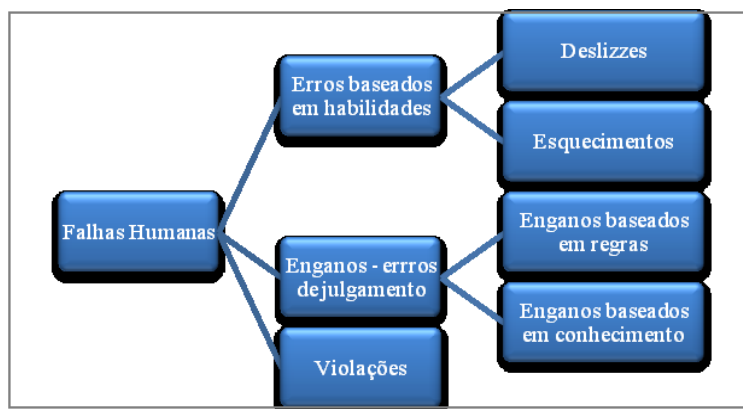 Deslizzes
Erros baseados
em habilidades
Esquecimentos
Falhas Humanas
Enganos baseados
em regras
Enganos - errros
de julgamento
Enganos baseados
em conhecimento
Violações